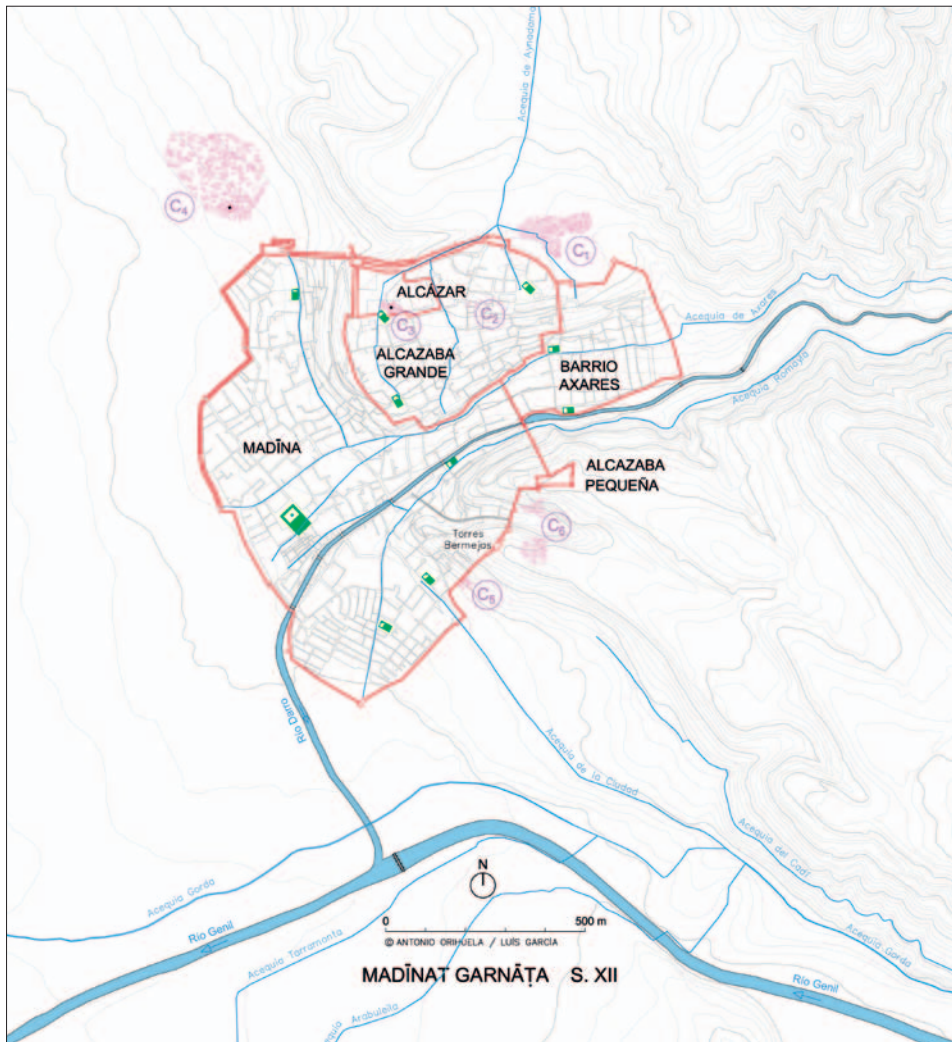 Acequia de Aynadamar
C4
C1
ALCÁZAR
C2
C3
Acequia de Axares
ALCAZABA
GRANDE
BARRIO
AXARES
Acequia Romayla
MADĪNA
ALCAZABA
PEQUEÑA
C6
Torres
Bermejas
C5
Río Darro
Acequia de la Ciudad
Acequia del Cadí
Acequia Gorda
N
Río Genil
0 500 m
© ANTONIO ORIHUELA / LUÍS GARCÍA
Acequia Tarramonta
Acequia Gorda
MADĪNAT GARNĀṬA S. XII
Río Genil
Arabuleila